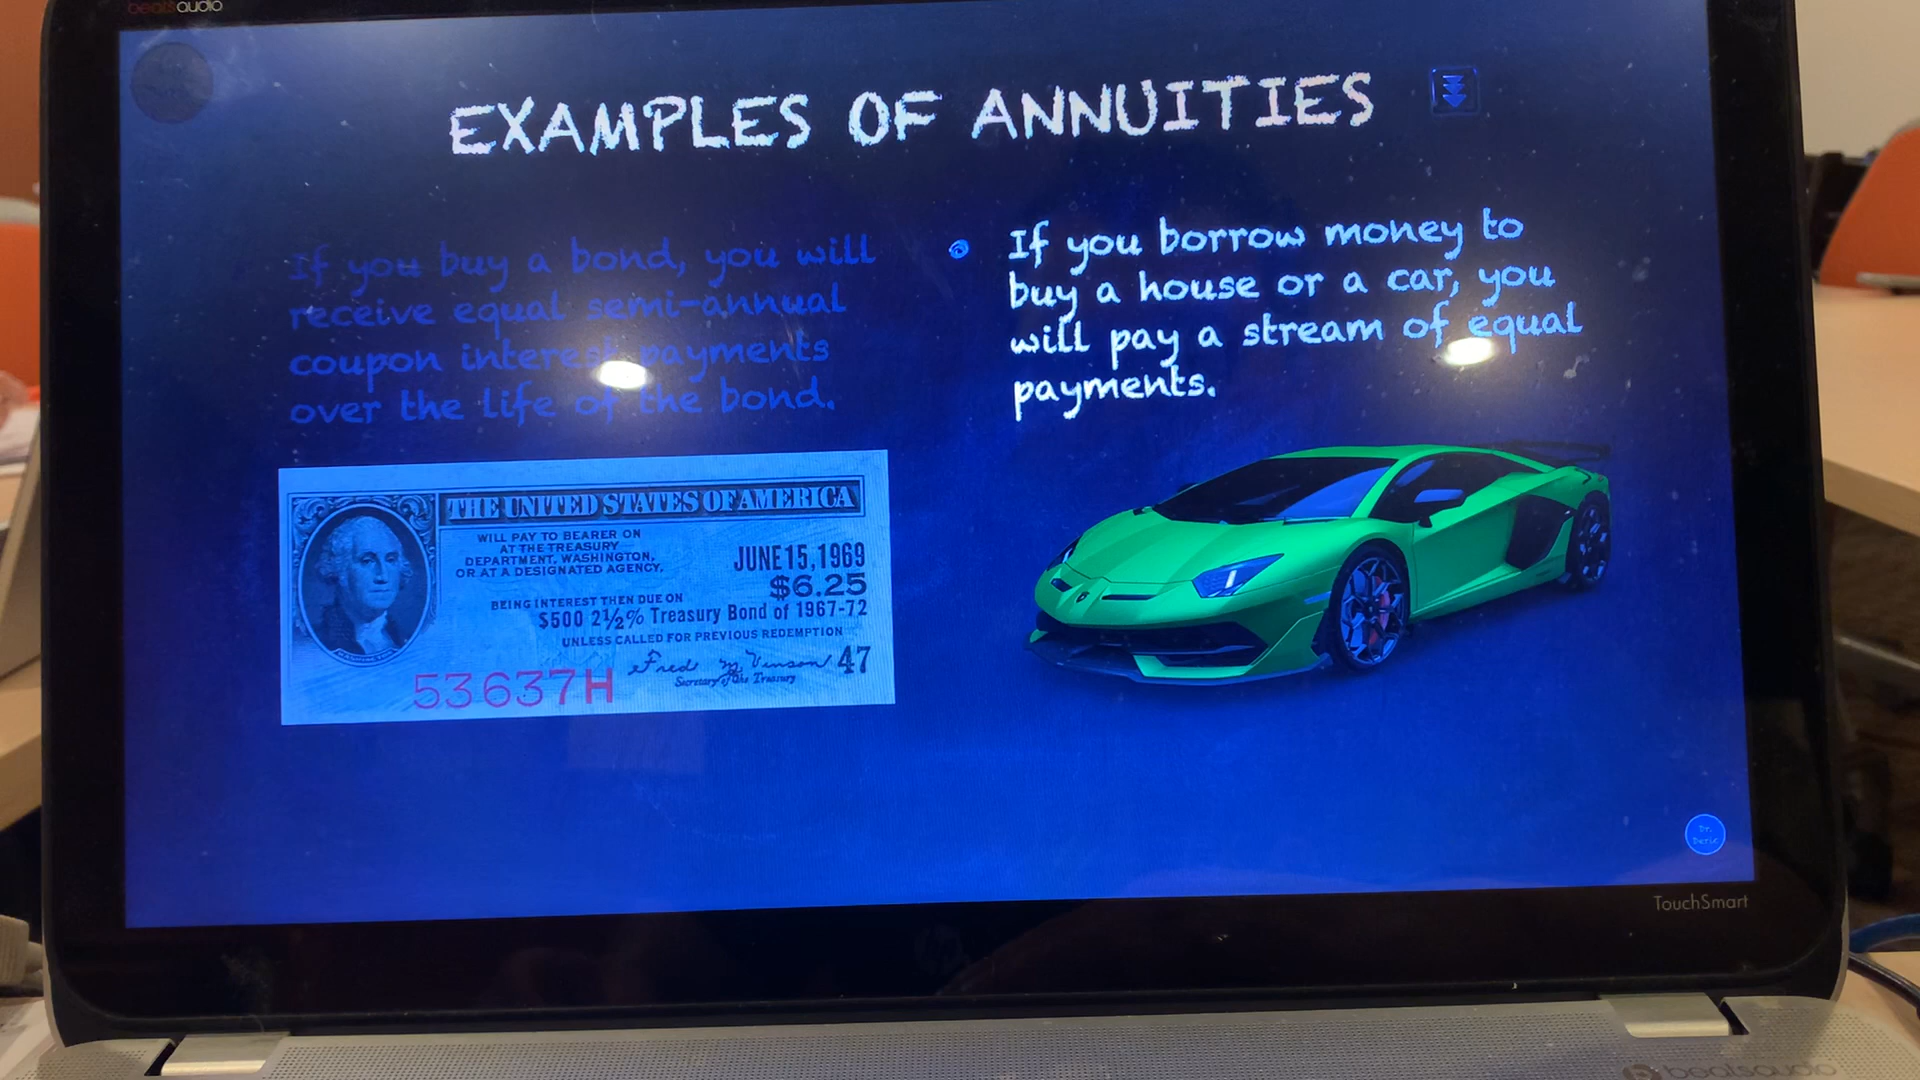 beatsaudio
EXAMPLES OF ANNUITIES
If you buy a bond, you will
receive equal semi-annual
coupon interest payments
over the life of the bond.
If you borrow money to
buy a house or a car, you
will pay a stream of equal
payments.
THE UNITED STATES OF AMERICA
WILL PAY TO BEARER ON
AT THE TREASURY
DEPARTMENT, WASHINGTON,
OR AT A DESIGNATED AGENCY,
JUNE 15, 1969
$6.25
BEING INTEREST THEN DUE ON
$500 2½% Treasury Bond of 1967-72
UNLESS CALLED FOR PREVIOUS REDEMPTION
WASHINGTON
53637H
Fred M. Vinson
Secretary of the Treasury
47
Dr.
TouchSmart
beatsaudio